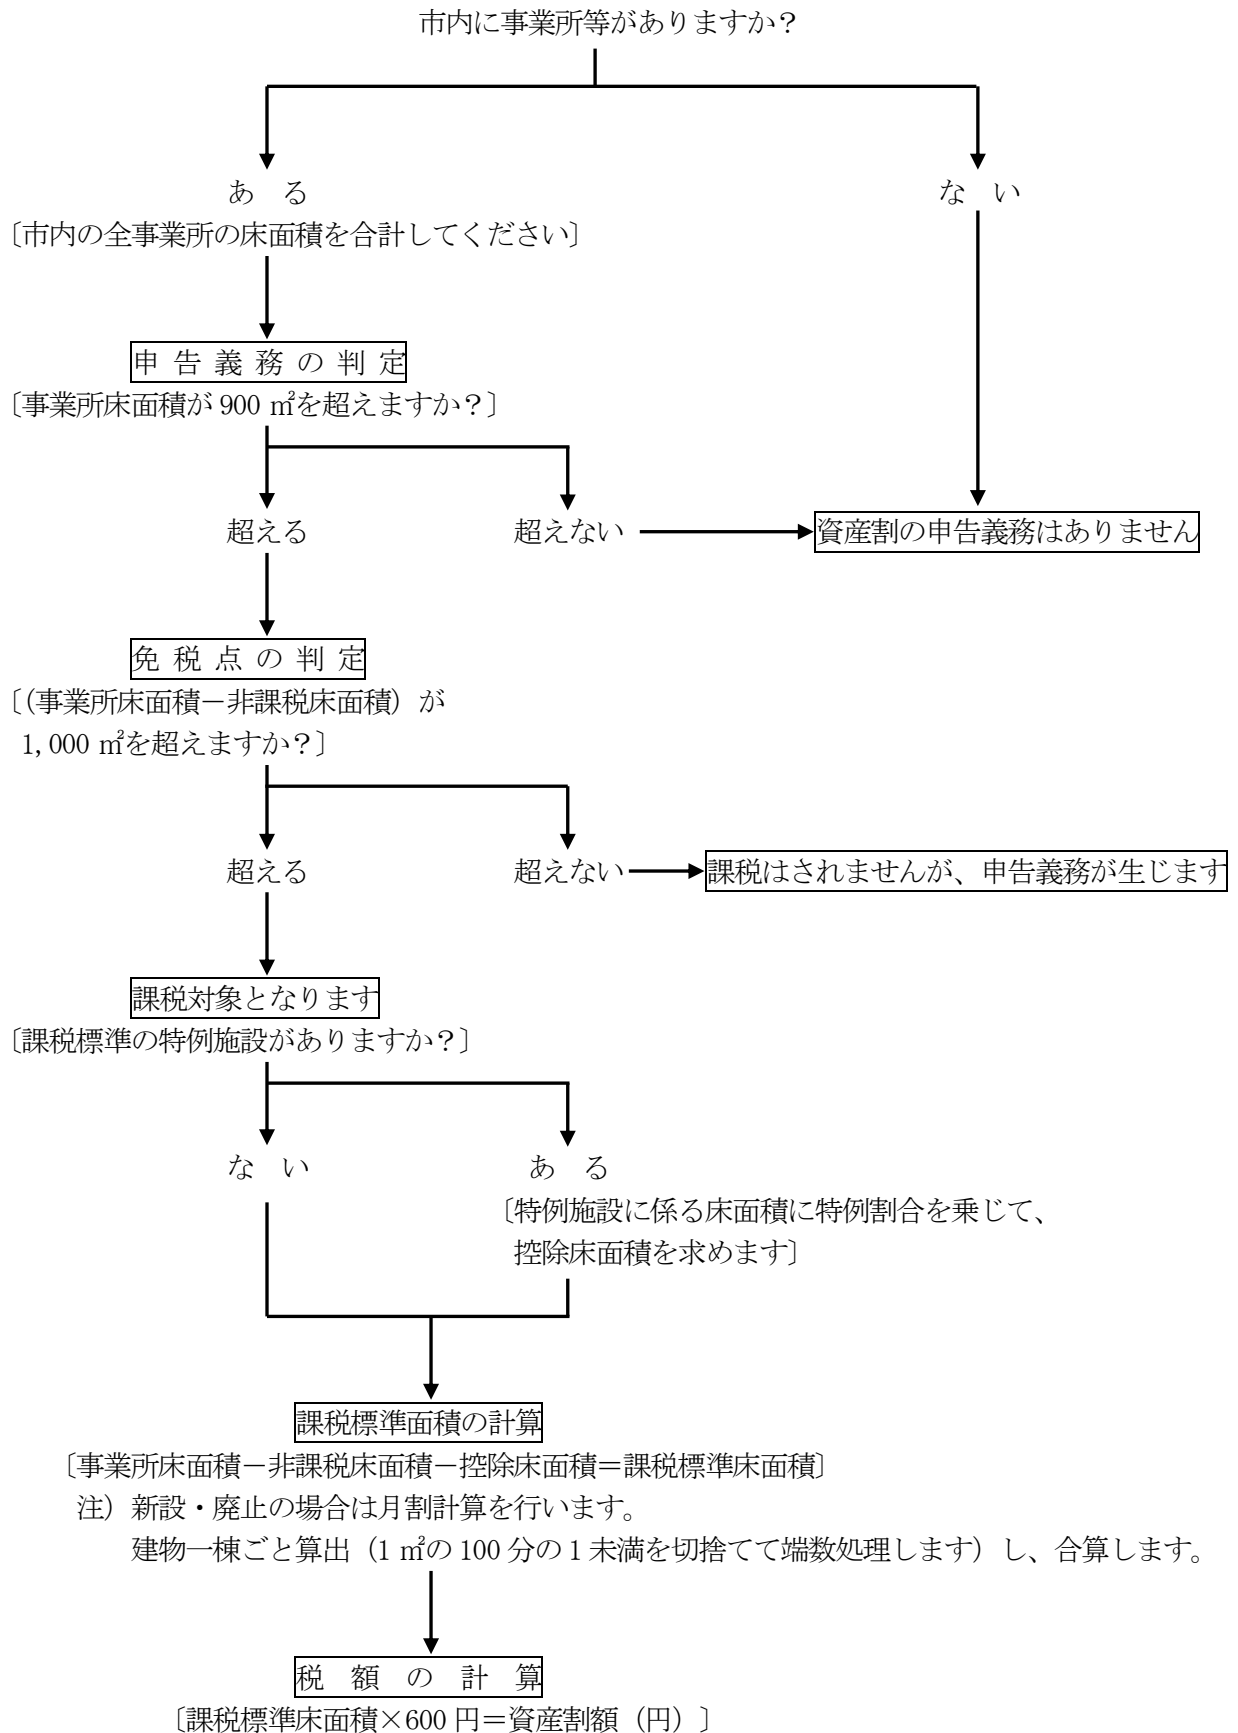 市内に事業所等がありますか？
ある
ない
〔市内の全事業所の床面積を合計してください〕
申告義務の判定
〔事業所床面積が900 ㎡を超えますか？〕
超える
超えない
資産割の申告義務はありません
免税点の判定
〔（事業所床面積－非課税床面積）が
1,000 ㎡を超えますか？〕
超える
超えない
課税はされませんが、申告義務が生じます
課税対象となります
〔課税標準の特例施設がありますか？〕
ない
ある
〔特例施設に係る床面積に特例割合を乗じて、
控除床面積を求めます〕
課税標準面積の計算
〔事業所床面積－非課税床面積－控除床面積＝課税標準床面積〕
注）新設・廃止の場合は月割計算を行います。
建物一棟ごと算出（1 ㎡の100 分の1 未満を切捨てて端数処理します）し、合算します。
税額の計算
〔課税標準床面積×600 円＝資産割額（円）〕